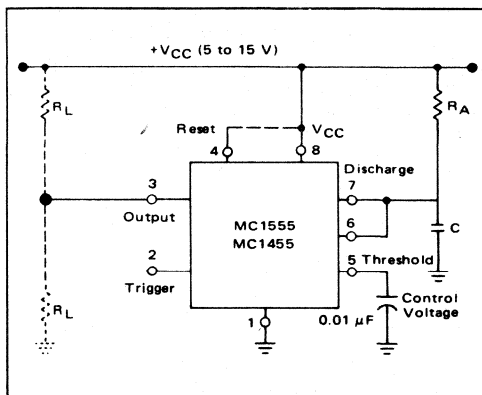 +VCC (5 to 15 V)
RL
RA
Reset
VCC
4
8
Discharge
3
7
Output
MC1555
MC1455
6
C
2
5 Threshold
Trigger
Control
Voltage
RL
1
0.01 µF